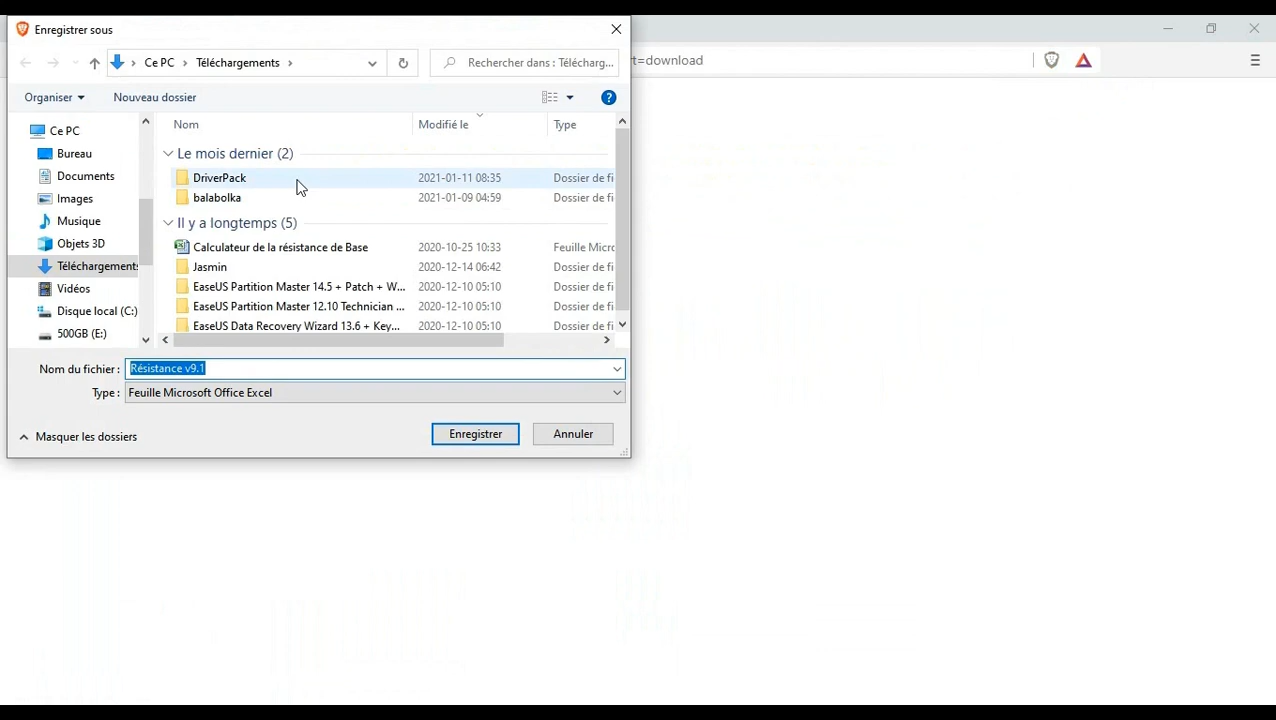 Enregistrer sous
Ce PC > Téléchargements >
Rechercher dans : Télécharg...
rt=download
Organiser
Nouveau dossier
Nom
Modifié le
Type
Ce PC
Bureau
Documents
Images
Musique
Objets 3D
Téléchargements
Vidéos
Disque local (C:)
500GB (E:)
Le mois dernier (2)
DriverPack 2021-01-11 08:35 Dossier de fi
balabolka 2021-01-09 04:59 Dossier de fi
Il y a longtemps (5)
Calculateur de la résistance de Base 2020-10-25 10:33 Feuille Micro
Jasmin 2020-12-14 06:42 Dossier de fi
EaseUS Partition Master 14.5 + Patch + W... 2020-12-10 05:10 Dossier de fi
EaseUS Partition Master 12.10 Technician ... 2020-12-10 05:10 Dossier de fi
EaseUS Data Recovery Wizard 13.6 + Key... 2020-12-10 05:10 Dossier de fi
Nom du fichier : Résistance v9.1
Type : Feuille Microsoft Office Excel
Masquer les dossiers
Enregistrer
Annuler